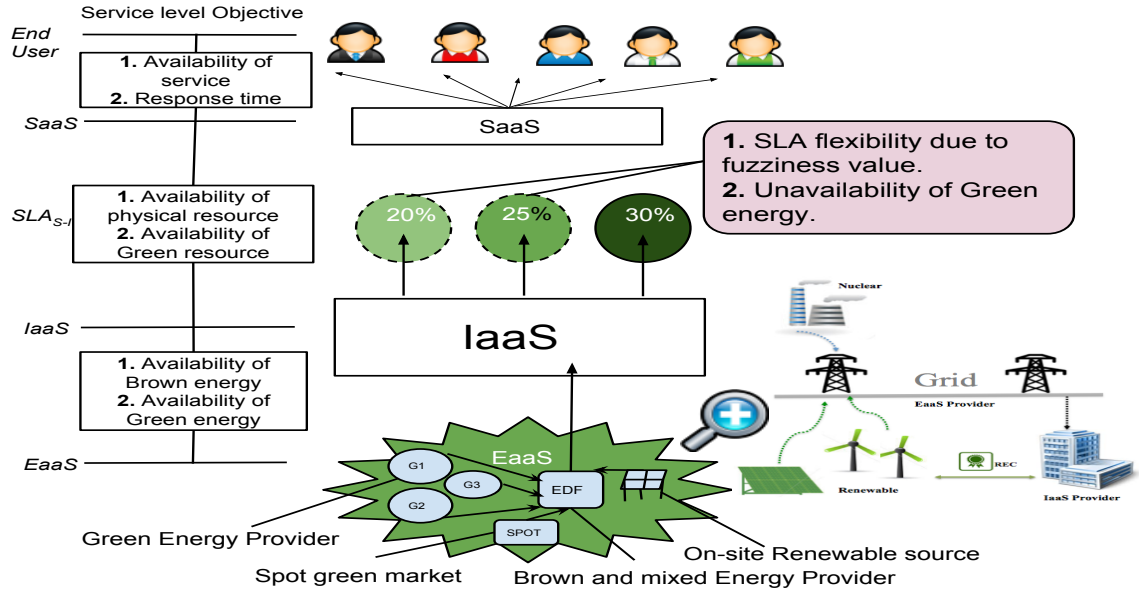 Service level Objective
End
User
1. Availability of
service
2. Response time
SaaS
SaaS
1. SLA flexibility due to
fuzziness value.
2. Unavailability of Green
energy.
1. Availability of
physical resource
2. Availability of
Green resource
SLAS-I
20%
25%
30%
Nuclear
IaaS
IaaS
1. Availability of
Brown energy
2. Availability of
Green energy
Grid
EaaS Provider
EaaS
EaaS
G1
G3
G2
EDF
SPOT
REC
Renewable
IaaS Provider
Green Energy Provider
On-site Renewable source
Spot green market
Brown and mixed Energy Provider